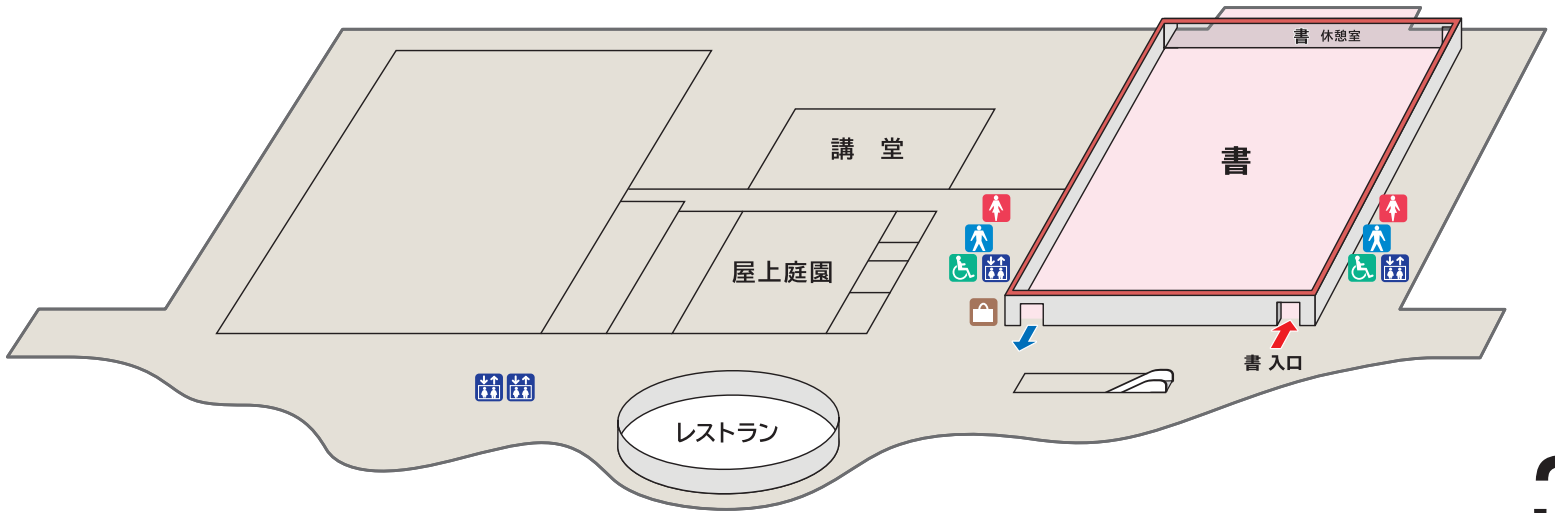 書 休憩室
講 堂
書
屋上庭園
書 入口
レストラン